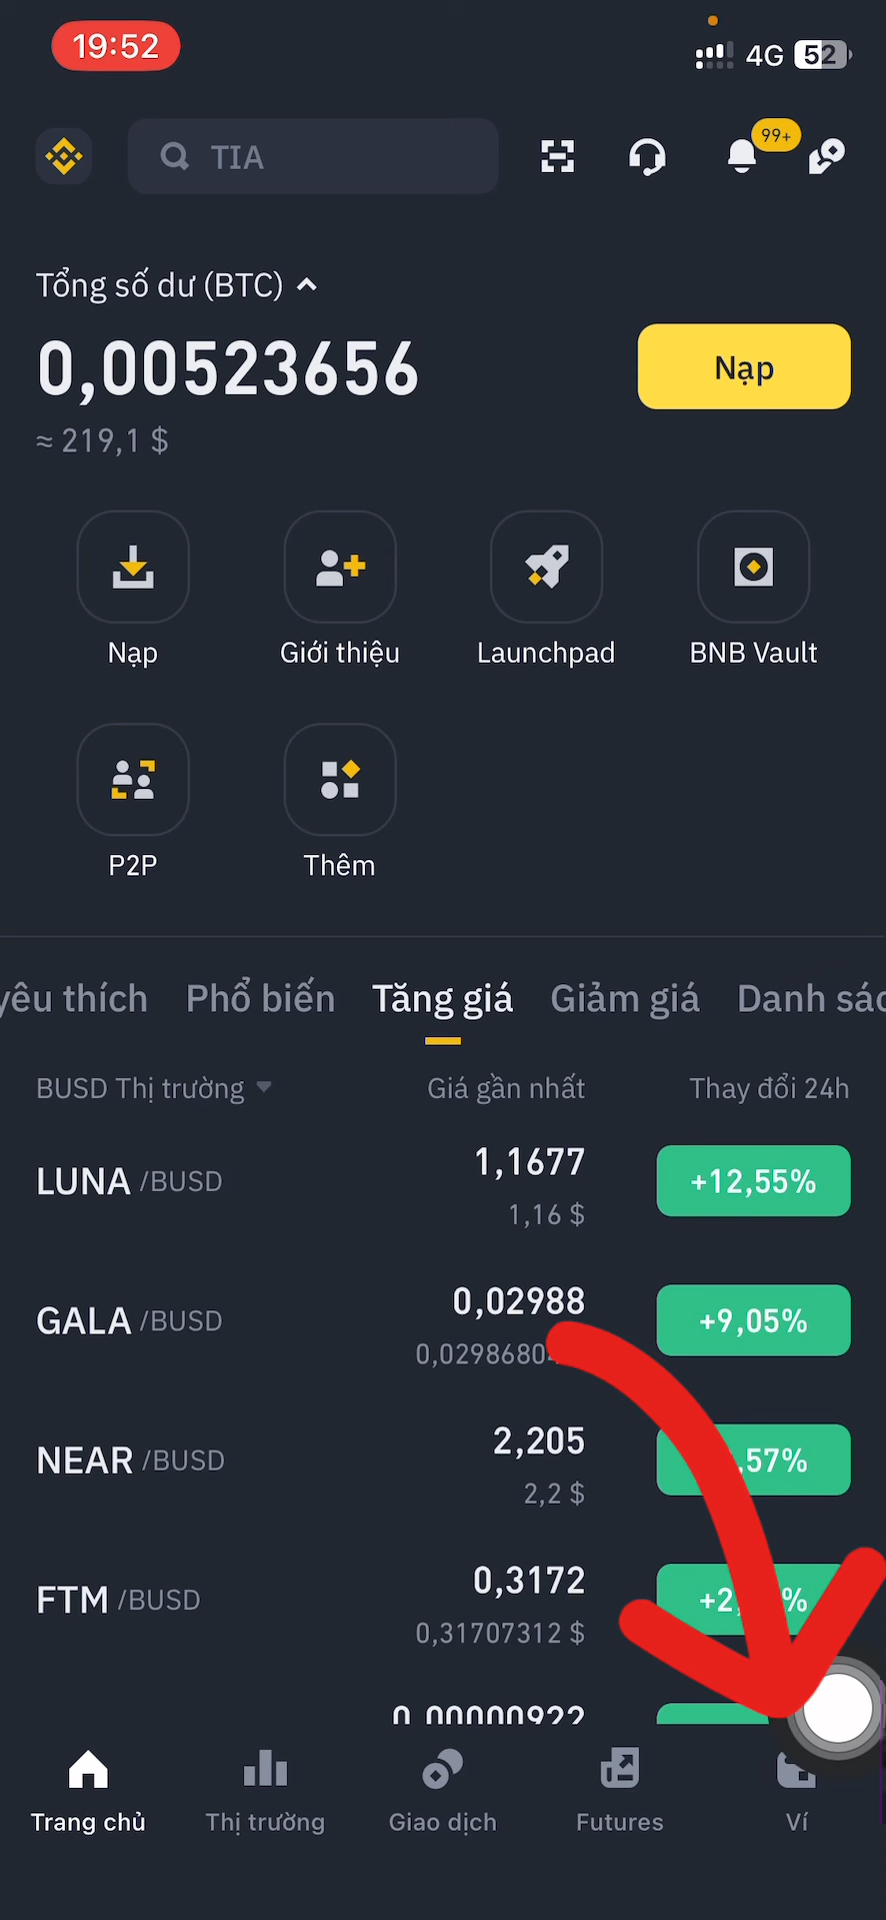 19:52
4G 52
TIA
99+
Tổng số dư (BTC)
0,00523656
Nạp
≈ 219,1 $
Nạp Giới thiệu Launchpad BNB Vault
P2P Thêm
yêu thích Phổ biến Tăng giá Giảm giá Danh sác
BUSD Thị trường Giá gần nhất Thay đổi 24h
LUNA /BUSD 1,1677 +12,55%
1,16 $
GALA /BUSD 0,02988 +9,05%
0,0298680
NEAR /BUSD 2,205 ,57%
2,2 $
FTM /BUSD 0,3172 +2, %
0,31707312 $
0,00000922
Trang chủ Thị trường Giao dịch Futures Ví